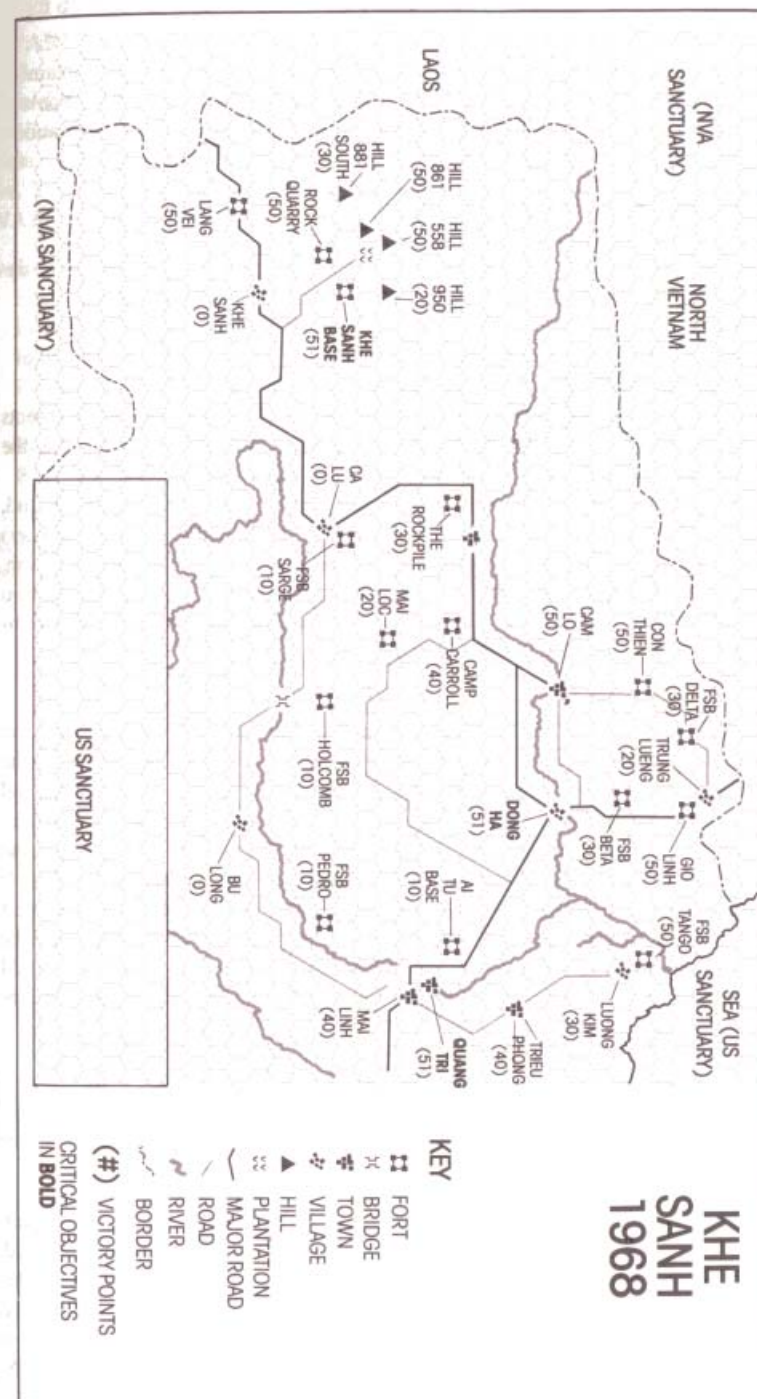 KHE
SANH
1968
(NVA
SANCTUARY)
LAOS
NORTH
VIETNAM
HILL
881
SOUTH
(30)
HILL
861
(50)
HILL
558
(50)
HILL
950
(20)
ROCK
QUARRY
(50)
KHE
SANH
BASE
(51)
LANG
VEI
(50)
KHE
SANH
(0)
(NVA SANCTUARY)
CA
LU
(0)
FSB
SARGE
(10)
THE
ROCKPILE
(30)
MAI
LOC
(20)
CAMP
CARROLL
(40)
CAM
LO
(50)
CON
THIEN
(50)
FSB
DELTA
(30)
TRUNG
LUENG
(20)
GIO
LINH
(50)
FSB
BETA
(30)
DONG
HA
(51)
FSB
HOLCOMB
(10)
FSB
PEDRO
(10)
BU
LONG
(0)
AI
TU
BASE
(10)
FSB
TANGO
(50)
SEA (US
SANCTUARY)
LUONG
KIM
(30)
TRIEU
PHONG
(40)
QUANG
TRI
(51)
MAI
LINH
(40)
US SANCTUARY
KEY
FORT
BRIDGE
TOWN
VILLAGE
HILL
PLANTATION
MAJOR ROAD
ROAD
RIVER
BORDER
(#) VICTORY POINTS
CRITICAL OBJECTIVES
IN BOLD